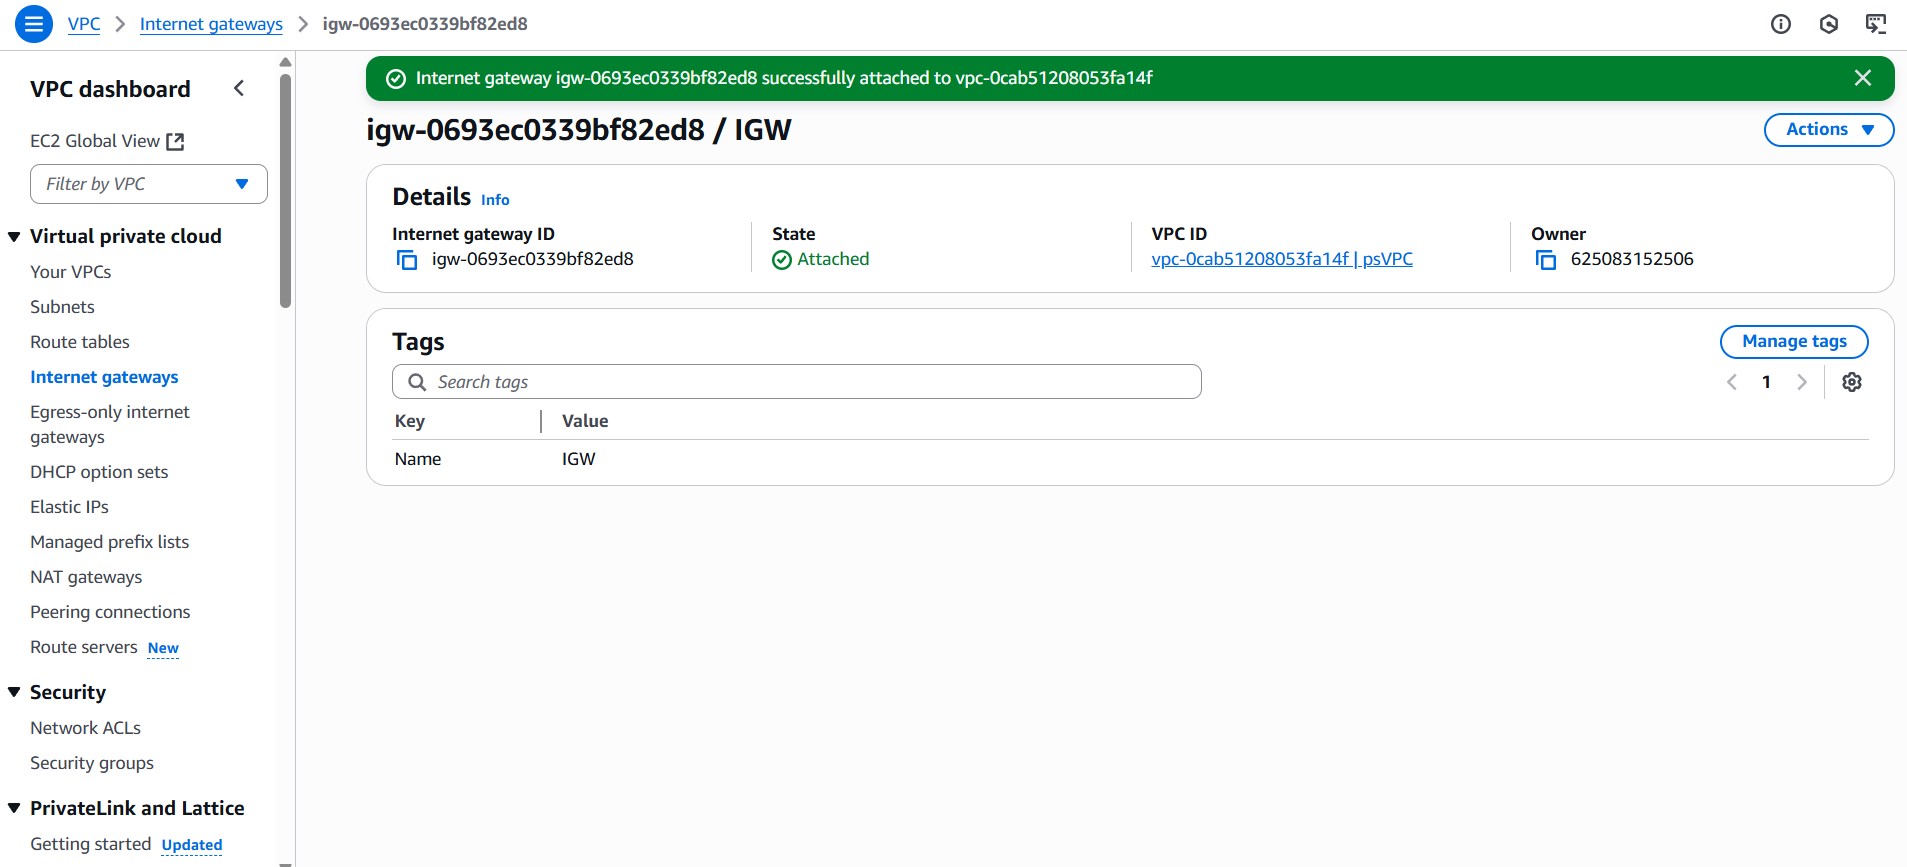 VPC > Internet gateways > igw-0693ec0339bf82ed8
VPC dashboard
EC2 Global View
Filter by VPC
Virtual private cloud
Your VPCs
Subnets
Route tables
Internet gateways
Egress-only internet
gateways
DHCP option sets
Elastic IPs
Managed prefix lists
NAT gateways
Peering connections
Route servers New
Security
Network ACLs
Security groups
PrivateLink and Lattice
Getting started Updated
Internet gateway igw-0693ec0339bf82ed8 successfully attached to vpc-0cab51208053fa14f
igw-0693ec0339bf82ed8 / IGW
Actions
Details Info
Internet gateway ID
igw-0693ec0339bf82ed8
State
Attached
VPC ID
vpc-0cab51208053fa14f | psVPC
Owner
625083152506
Tags
Manage tags
Search tags
1
Key Value
Name IGW